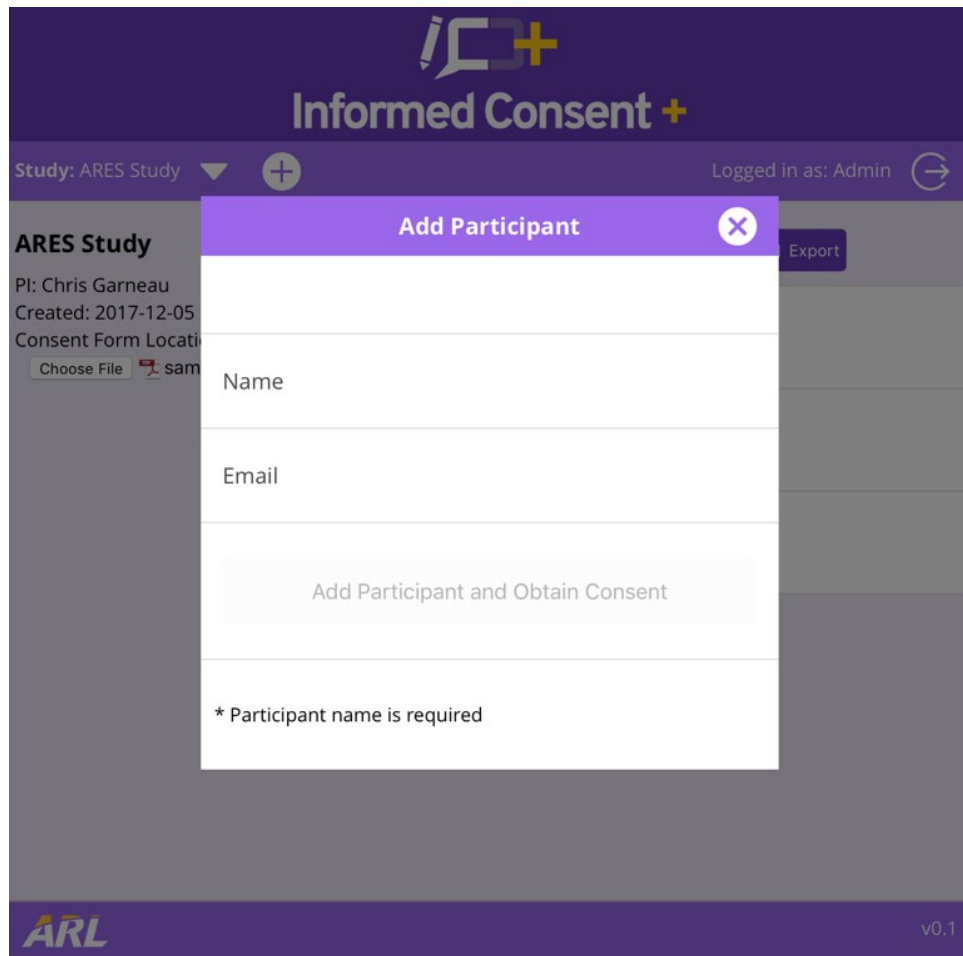 Informed Consent +
Study: ARES Study
Logged in as: Admin
Add Participant
ARES Study
Export
PI: Chris Garneau
Created: 2017-12-05
Consent Form Locati
Choose File sam
Name
Email
Add Participant and Obtain Consent
* Participant name is required
ARL
v0.1